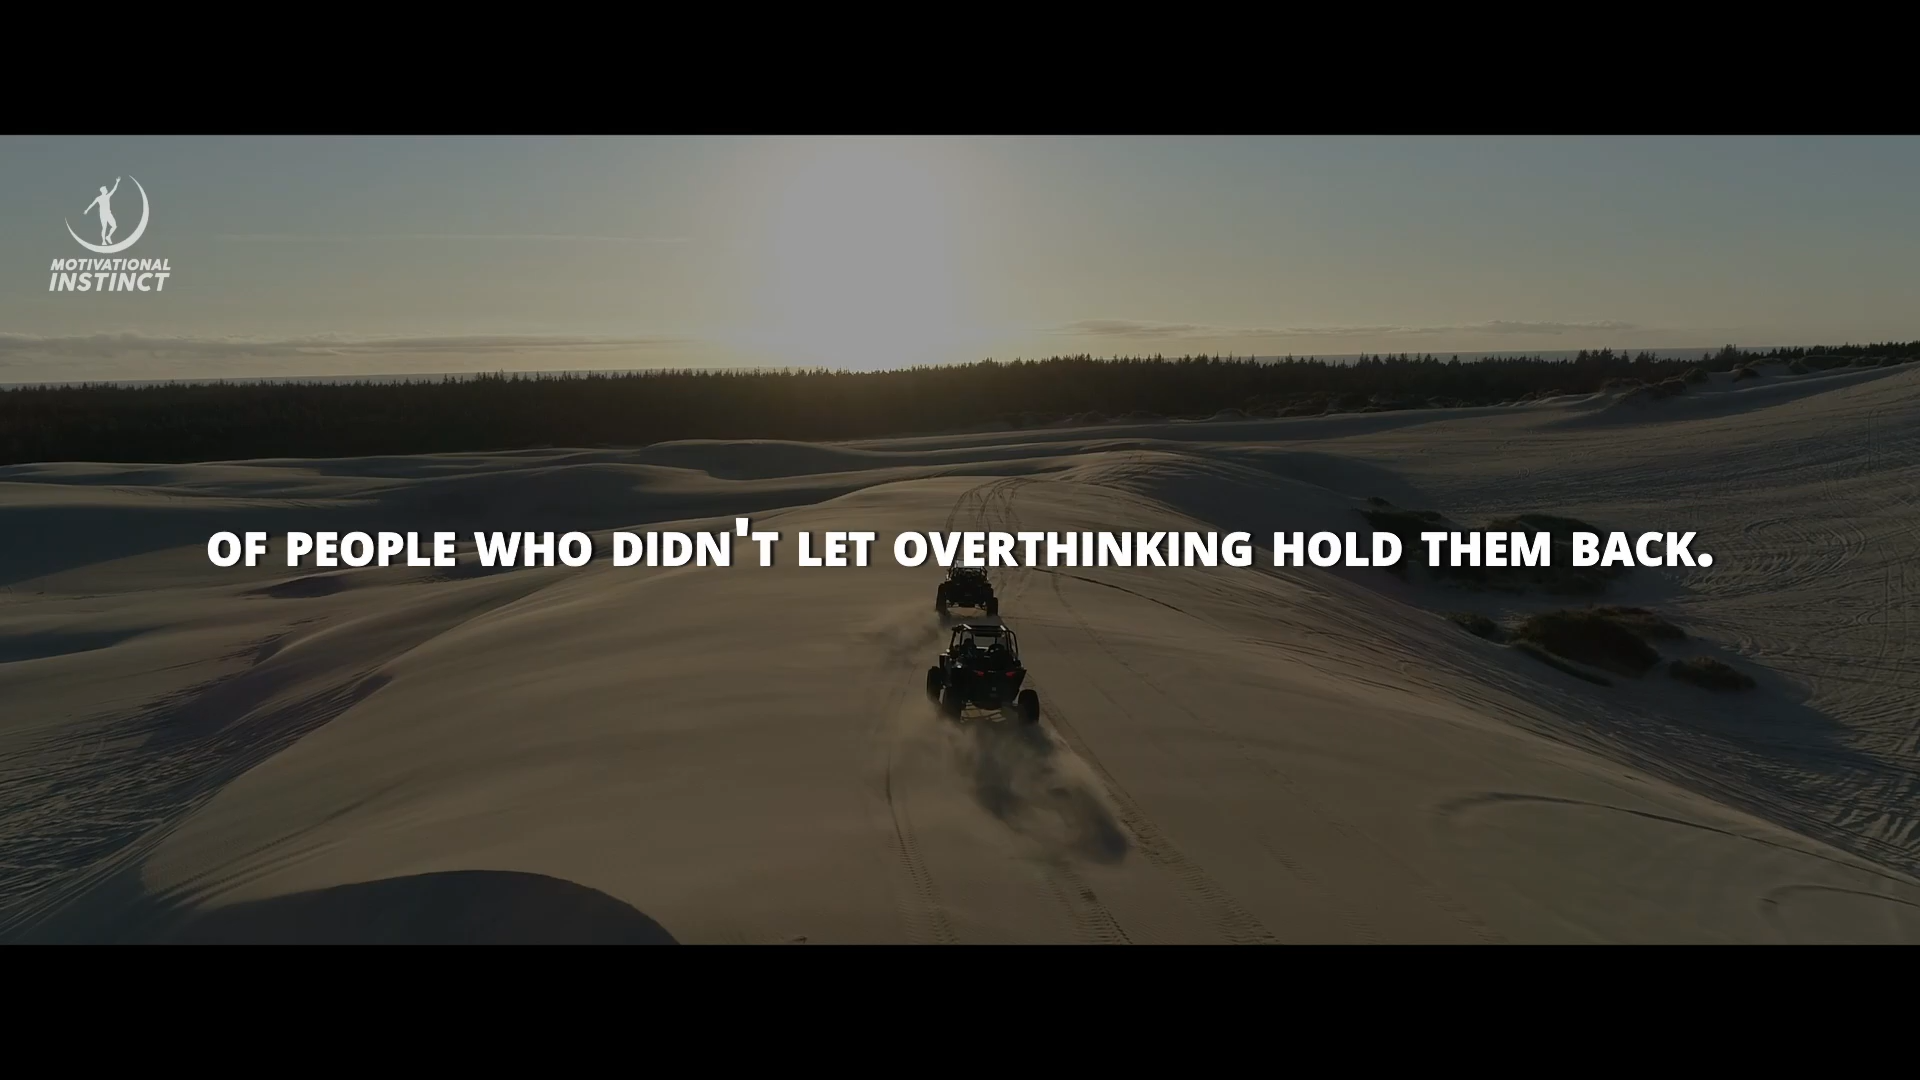 MOTIVATIONAL
INSTINCT
OF PEOPLE WHO DIDN'T LET OVERTHINKING HOLD THEM BACK.